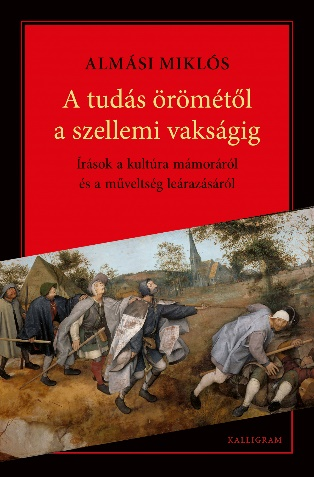 ALMÁSI MIKLÓS
A tudás örömétől
a szellemi vakságig
Írások a kultúra mámoráról
és a műveltség leárazásáról
KALLIGRAM